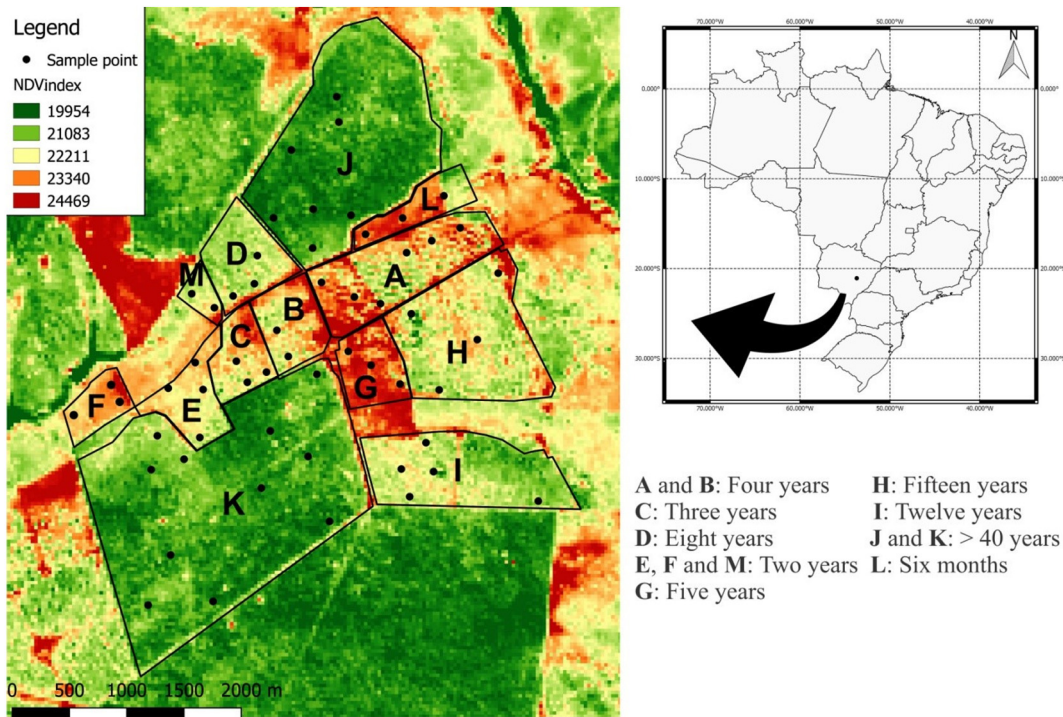 Legend
Sample point
NDVindex
19954
21083
22211
23340
24469
J
L
D
M
A
B
C
H
G
F
E
I
K
0 500 1000 1500 2000 m
70.000°W 60.000°W 50.000°W 40.000°W
N
0.000° 0.000°
10.000°S 10.000°S
20.000°S 20.000°S
30.000°S 30.000°S
70.000°W 60.000°W 50.000°W 40.000°W
A and B: Four years
C: Three years
D: Eight years
E, F and M: Two years
G: Five years
H: Fifteen years
I: Twelve years
J and K: > 40 years
L: Six months